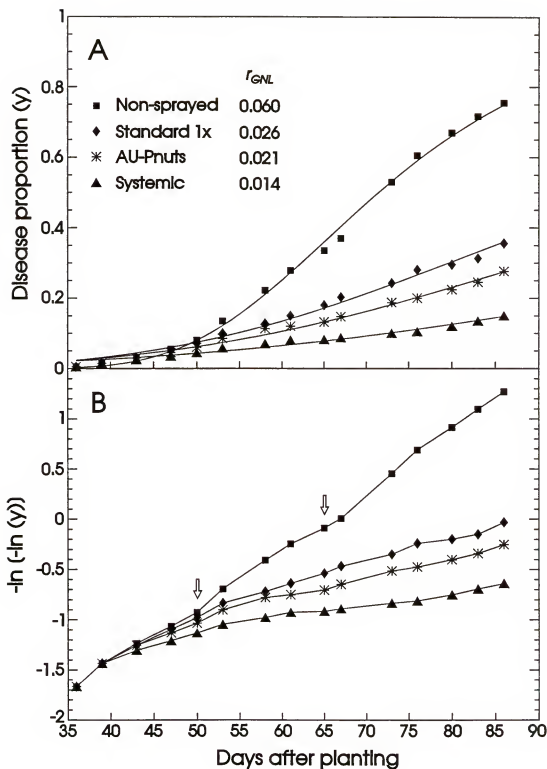 A
r_GNL
■ Non-sprayed 0.060
♦ Standard 1x 0.026
✳ AU-Pnuts 0.021
▲ Systemic 0.014
Disease proportion (y)
1
0.8
0.6
0.4
0.2
0
B
-ln [-ln (y)]
1
0.5
0
-0.5
-1
-1.5
-2
35 40 45 50 55 60 65 70 75 80 85 90
Days after planting